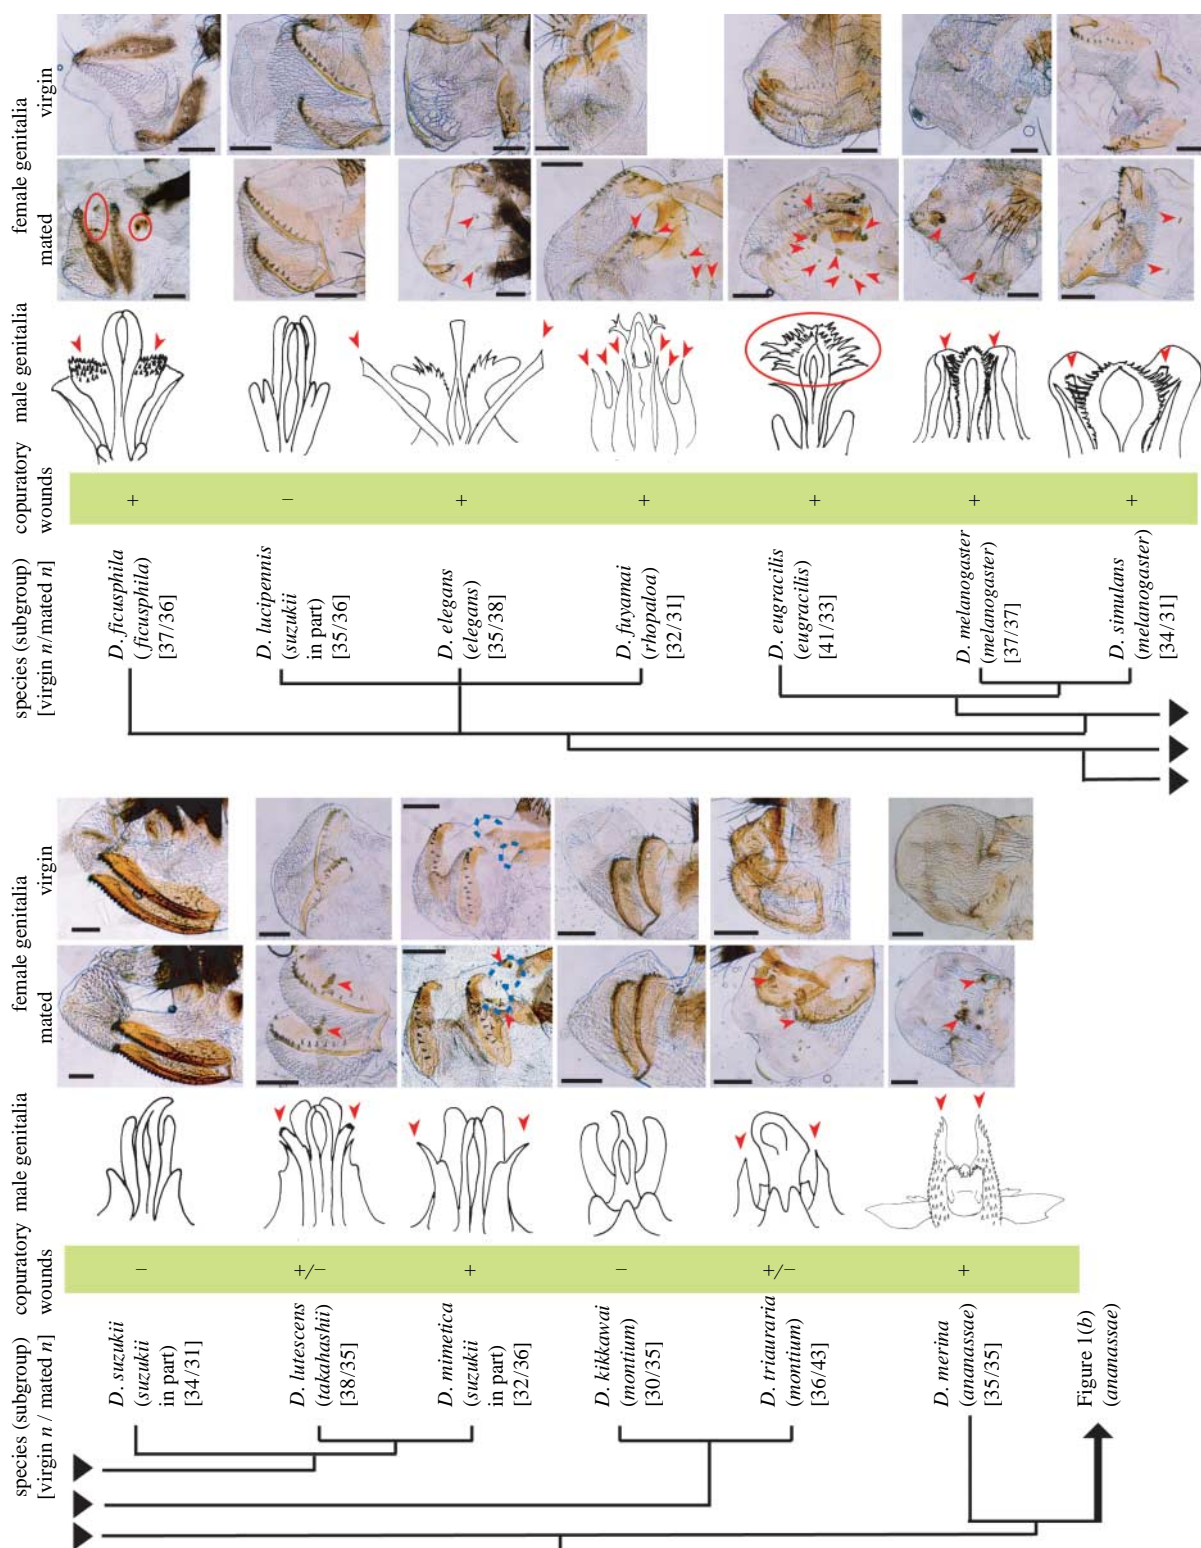 female genitalia
virgin
mated
male genitalia
copuratory
wounds
+
–
+
+
+
+
+
species (subgroup)
[virgin n/mated n]
D. ficusphila
(ficusphila)
[37/36]
D. lucipennis
(suzukii
in part)
[35/36]
D. elegans
(elegans)
[35/38]
D. fuyamai
(rhopaloa)
[32/31]
D. eugracilis
(eugracilis)
[41/33]
D. melanogaster
(melanogaster)
[37/37]
D. simulans
(melanogaster)
[34/31]
female genitalia
virgin
mated
male genitalia
copuratory
wounds
–
+/–
+
–
+/–
+
species (subgroup)
[virgin n / mated n]
D. suzukii
(suzukii
in part)
[34/31]
D. lutescens
(takahashii)
[38/35]
D. mimetica
(suzukii
in part)
[32/36]
D. kikkawai
(montium)
[30/35]
D. triauraria
(montium)
[36/43]
D. merina
(ananassae)
[35/35]
Figure 1(b)
(ananassae)